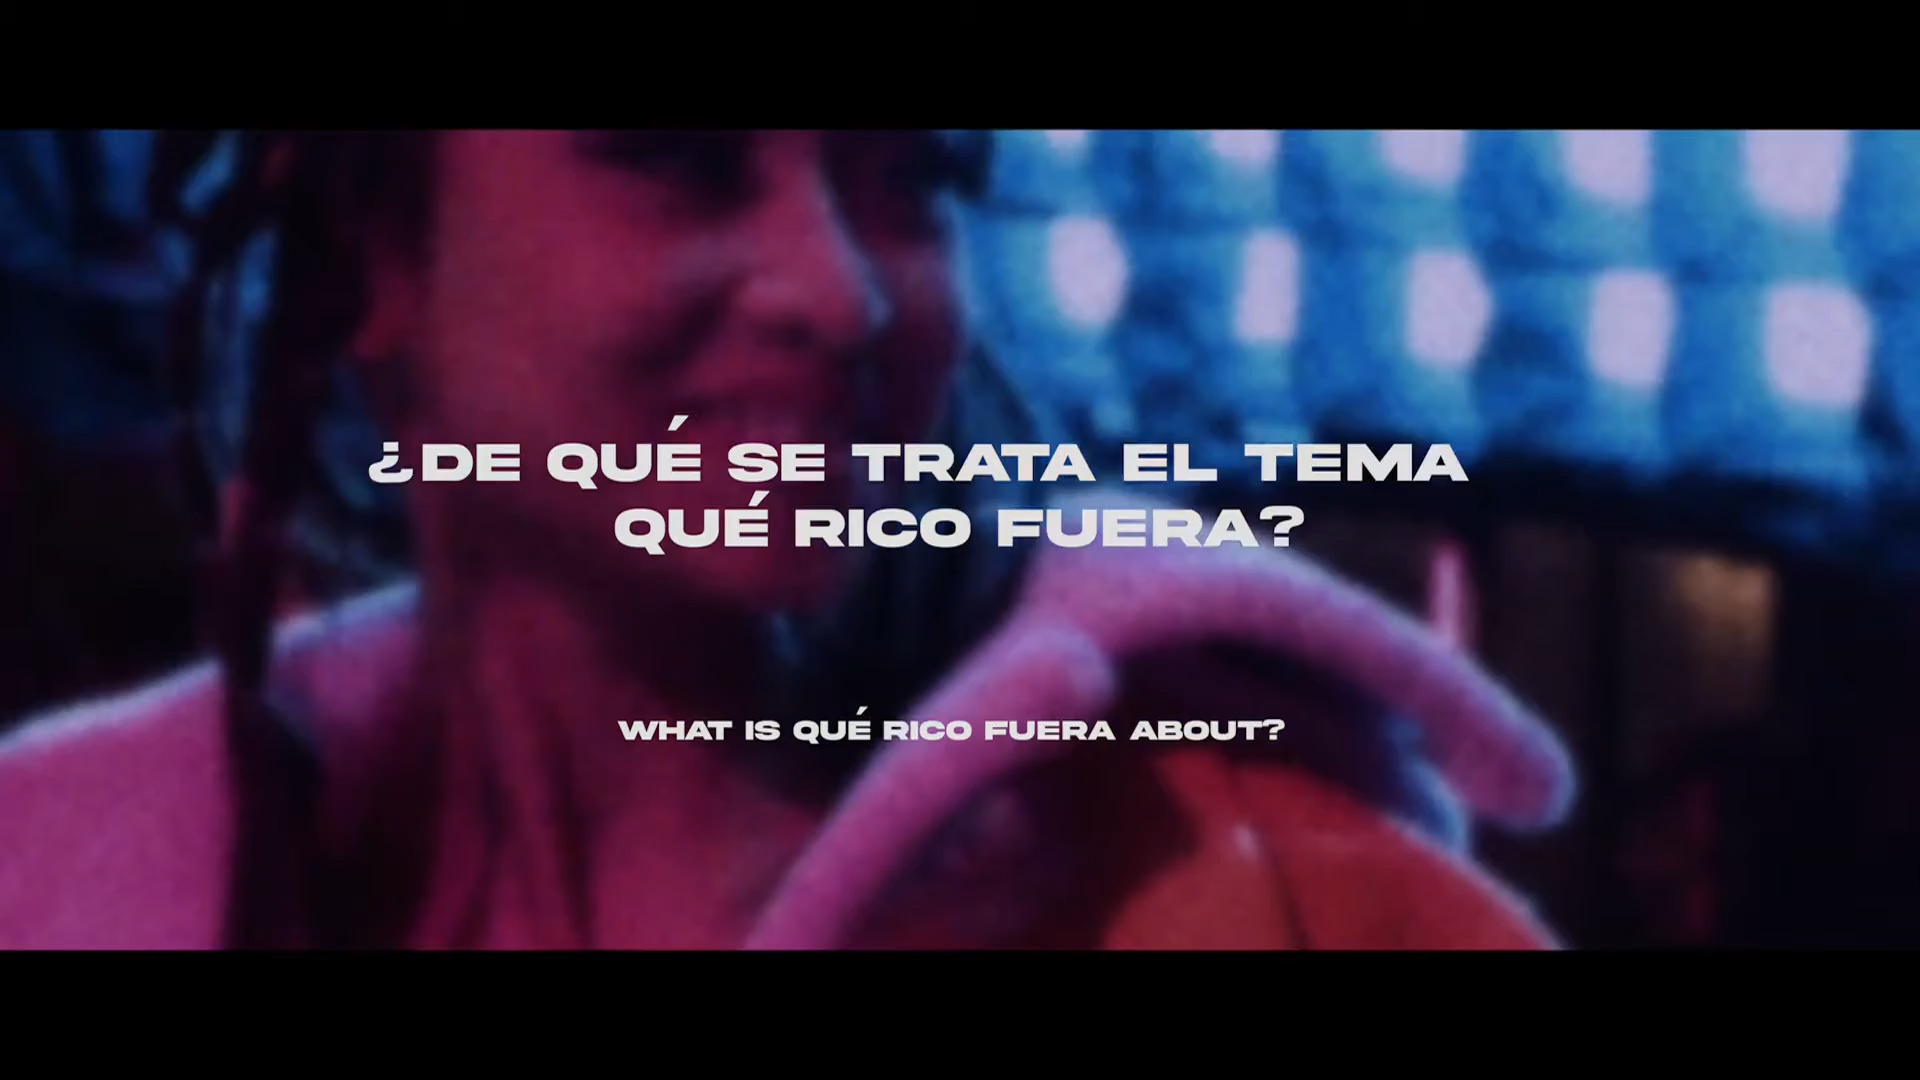 ¿DE QUÉ SE TRATA EL TEMA
QUÉ RICO FUERA?
WHAT IS QUÉ RICO FUERA ABOUT?